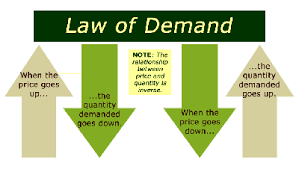 Law of Demand
When the
price goes
up...
...the
quantity
demanded
goes down.
NOTE: The
relationship
between
price and
quantity is
inverse.
When the
price goes
down...
...the
quantity
demanded
goes up.